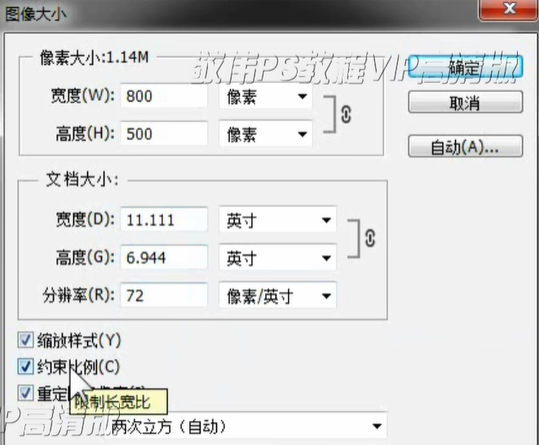 图像大小
像素大小:1.14M
敬伟PS教程VIP高清版
确定
宽度(W): 800 像素
取消
高度(H): 500 像素
自动(A)...
文档大小:
宽度(D): 11.111 英寸
高度(G): 6.944 英寸
分辨率(R): 72 像素/英寸
缩放样式(Y)
约束比例(C)
重定
限制长宽比
IP高清版
两次立方（自动）